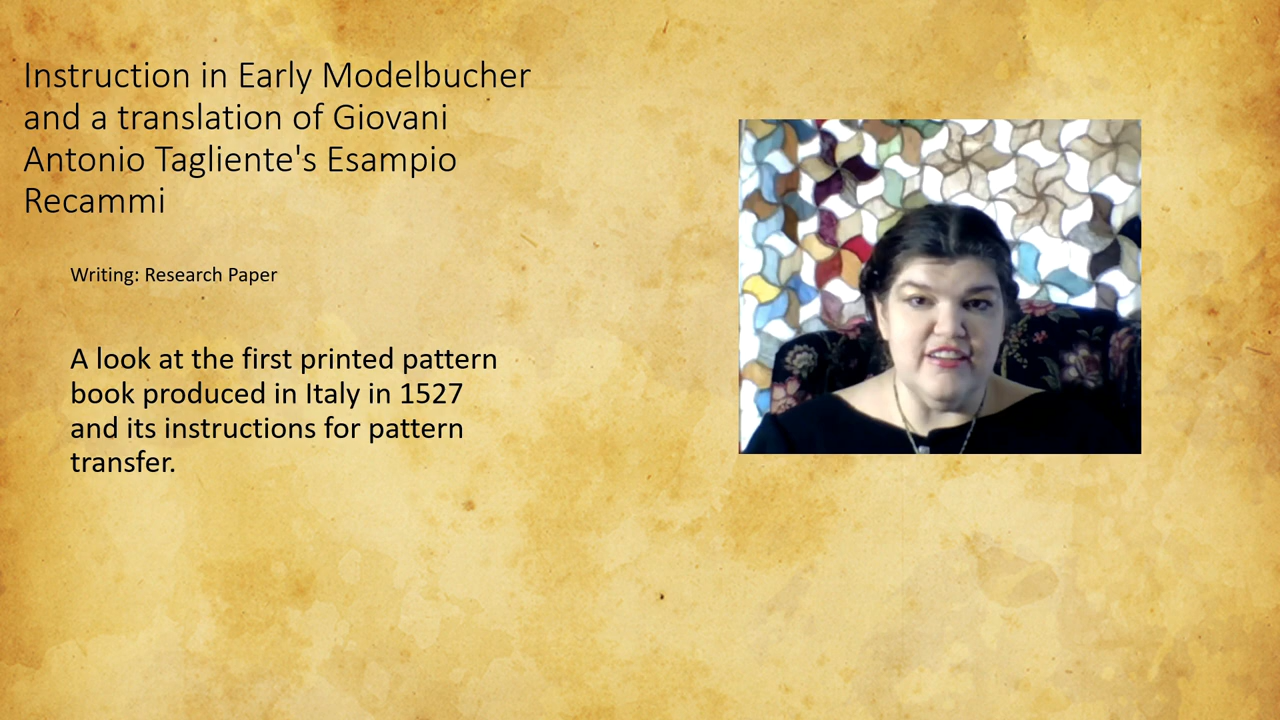 Instruction in Early Modelbucher
and a translation of Giovani
Antonio Tagliente's Esampio
Recammi
Writing: Research Paper
A look at the first printed pattern
book produced in Italy in 1527
and its instructions for pattern
transfer.